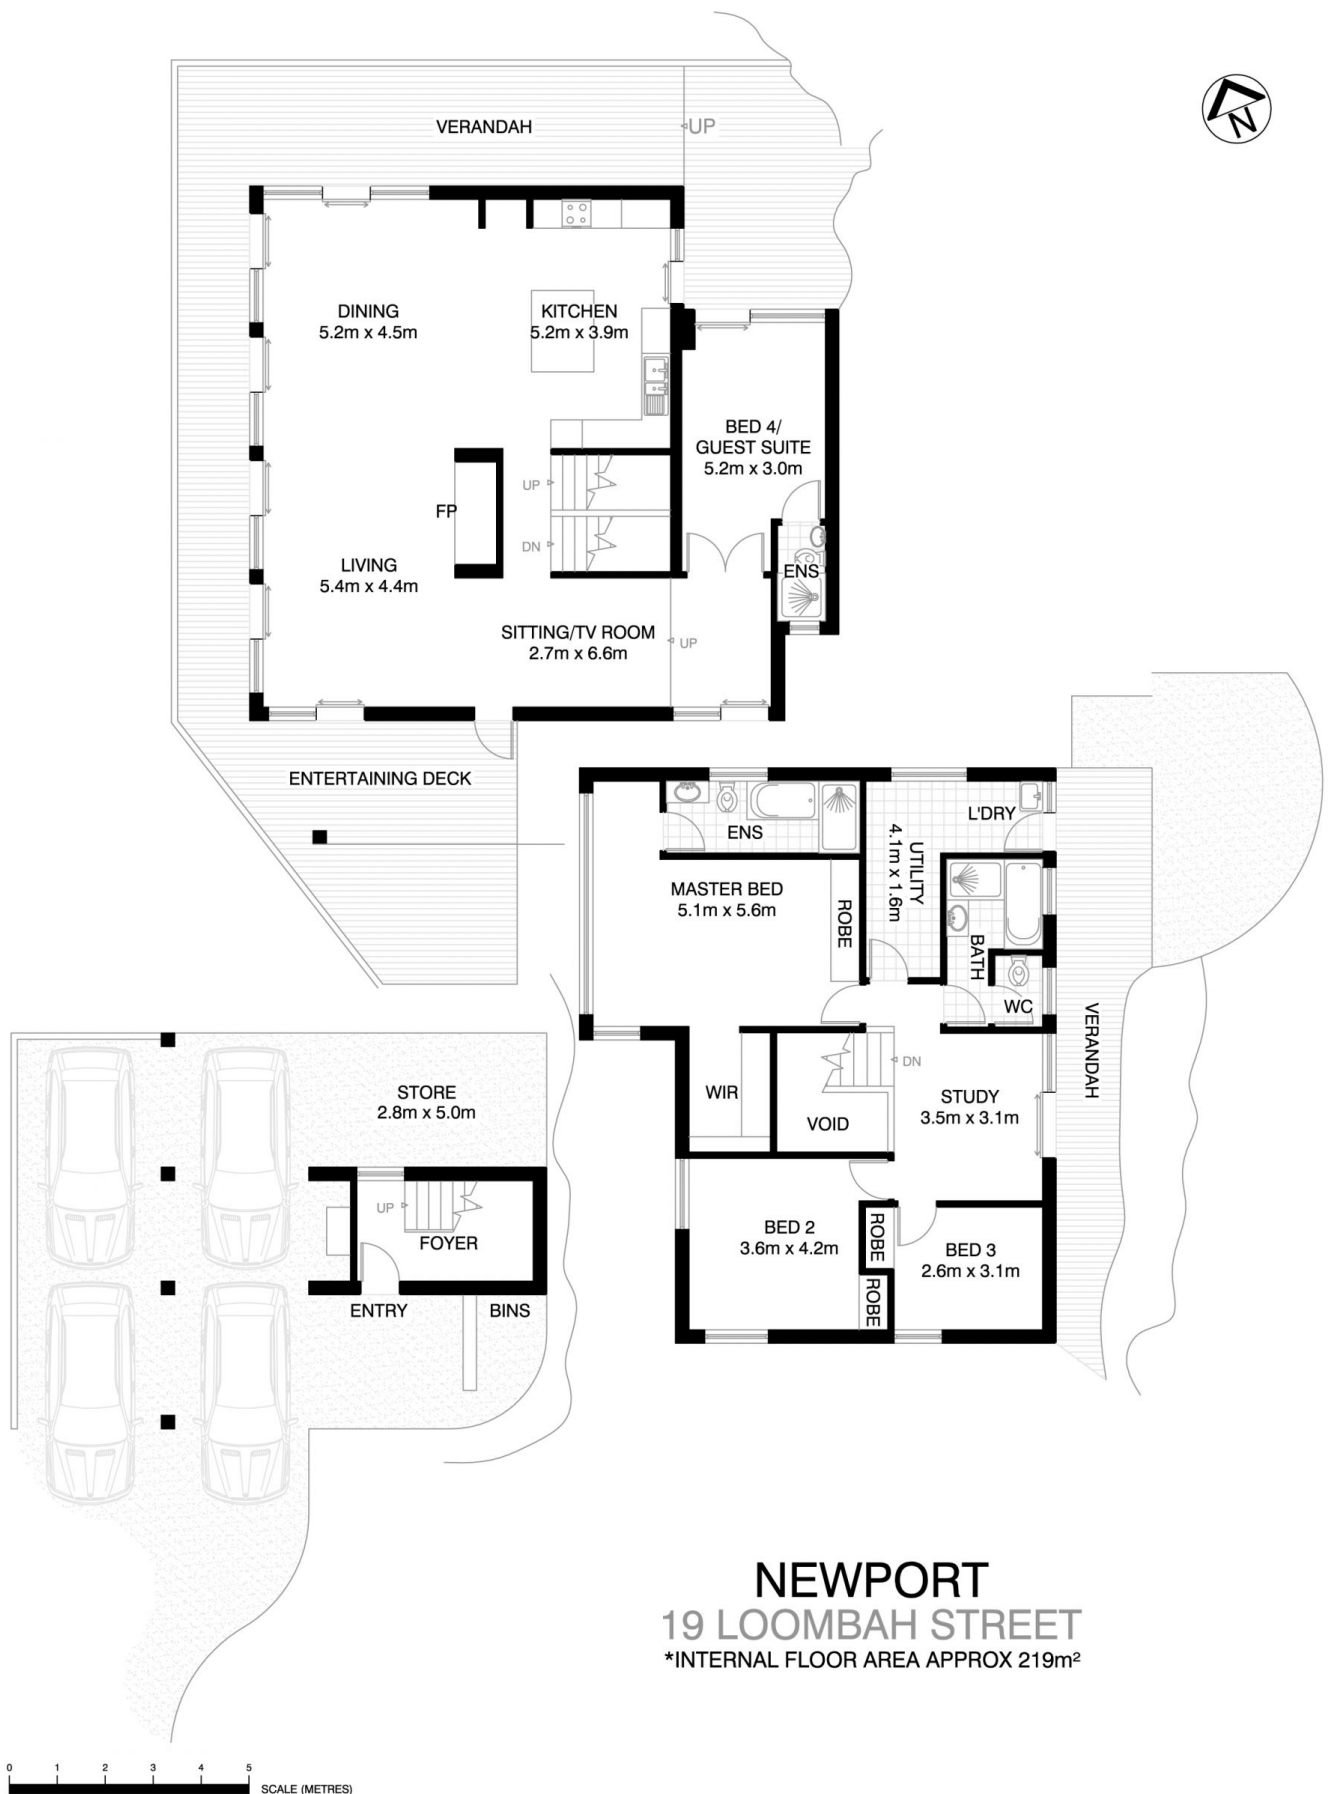 VERANDAH
UP
N
DINING
5.2m x 4.5m
KITCHEN
5.2m x 3.9m
BED 4/
GUEST SUITE
5.2m x 3.0m
UP
FP
DN
LIVING
5.4m x 4.4m
ENS
SITTING/TV ROOM
2.7m x 6.6m
UP
ENTERTAINING DECK
ENS
L'DRY
UTILITY
4.1m x 1.6m
MASTER BED
5.1m x 5.6m
ROBE
BATH
WC
VERANDAH
STORE
2.8m x 5.0m
WIR
VOID
DN
STUDY
3.5m x 3.1m
UP
FOYER
BED 2
3.6m x 4.2m
ROBE
BED 3
2.6m x 3.1m
ROBE
ENTRY
BINS
NEWPORT
19 LOOMBAH STREET
*INTERNAL FLOOR AREA APPROX 219m²
0 1 2 3 4 5
SCALE (METRES)